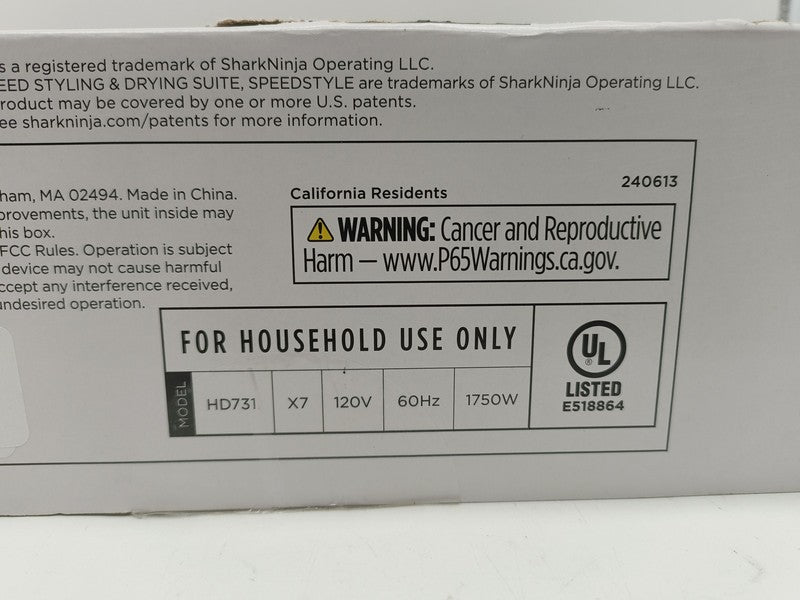 s a registered trademark of SharkNinja Operating LLC.
EED STYLING & DRYING SUITE, SPEEDSTYLE are trademarks of SharkNinja Operating LLC.
roduct may be covered by one or more U.S. patents.
ee sharkninja.com/patents for more information.
ham, MA 02494. Made in China.
provements, the unit inside may
his box.
FCC Rules. Operation is subject
device may not cause harmful
ccept any interference received,
undesired operation.
California Residents
240613
WARNING: Cancer and Reproductive
Harm — www.P65Warnings.ca.gov.
FOR HOUSEHOLD USE ONLY
MODEL HD731 X7 120V 60Hz 1750W
UL
®
LISTED
E518864